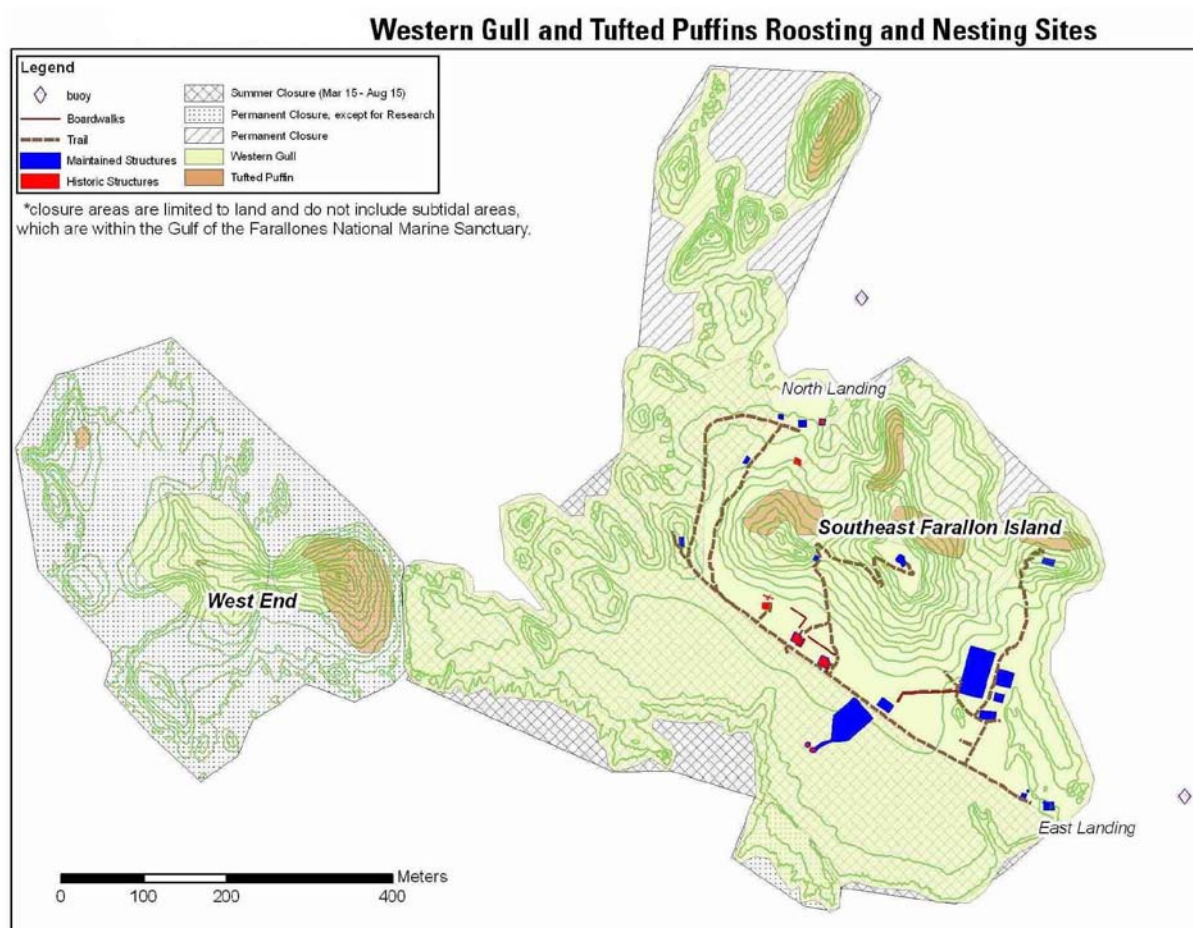 Western Gull and Tufted Puffins Roosting and Nesting Sites
Legend
buoy
Boardwalks
Trail
Maintained Structures
Historic Structures
Summer Closure (Mar 15 - Aug 15)
Permanent Closure, except for Research
Permanent Closure
Western Gull
Tufted Puffin
*closure areas are limited to land and do not include subtidal areas,
which are within the Gulf of the Farallones National Marine Sanctuary.
North Landing
Southeast Farallon Island
West End
East Landing
Meters
0 100 200 400